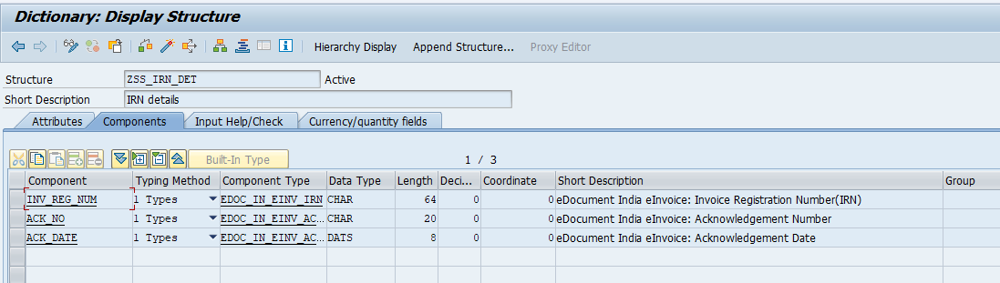 Dictionary: Display Structure
Hierarchy Display Append Structure... Proxy Editor
Structure ZSS_IRN_DET Active
Short Description IRN details
Attributes Components Input Help/Check Currency/quantity fields
Built-In Type 1 / 3
Component Typing Method Component Type Data Type Length Deci... Coordinate Short Description Group
INV_REG_NUM 1 Types EDOC_IN_EINV_IRN CHAR 64 0 0 eDocument India eInvoice: Invoice Registration Number(IRN)
ACK_NO 1 Types EDOC_IN_EINV_AC... CHAR 20 0 0 eDocument India eInvoice: Acknowledgement Number
ACK_DATE 1 Types EDOC_IN_EINV_AC... DATS 8 0 0 eDocument India eInvoice: Acknowledgement Date